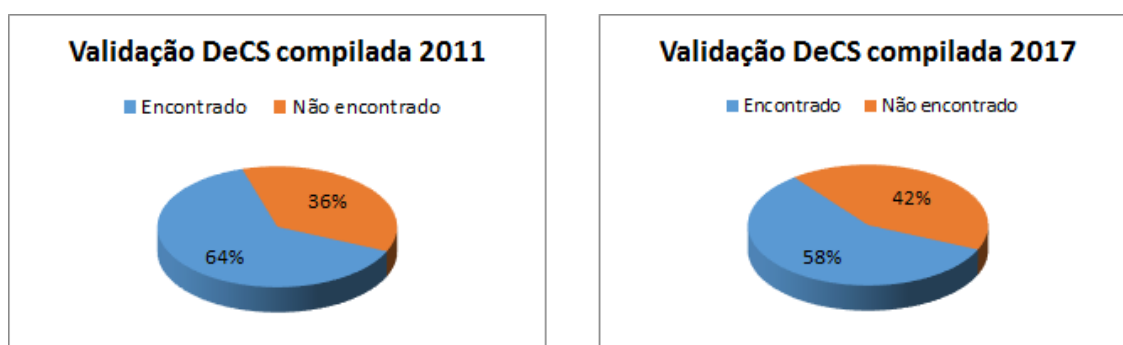 Validação DeCS compilada 2011
Encontrado Não encontrado
36%
64%
Validação DeCS compilada 2017
Encontrado Não encontrado
42%
58%